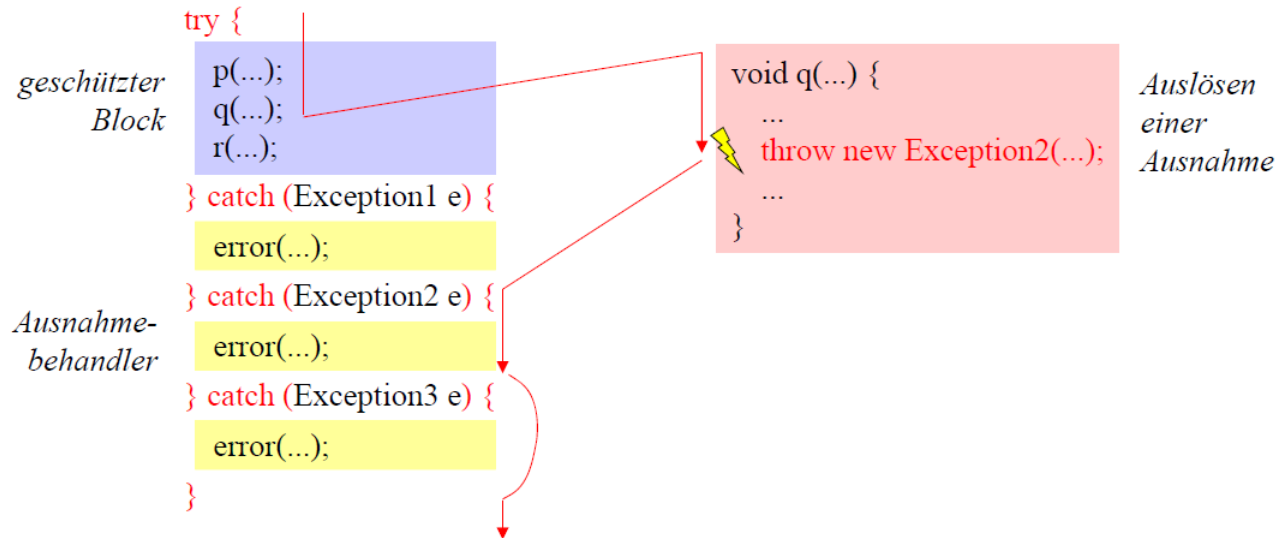 try {
geschützter
Block
p(...);
q(...);
r(...);
} catch (Exception1 e) {
error(...);
} catch (Exception2 e) {
Ausnahme-
behandler
error(...);
} catch (Exception3 e) {
error(...);
}
void q(...) {
...
throw new Exception2(...);
...
}
Auslösen
einer
Ausnahme